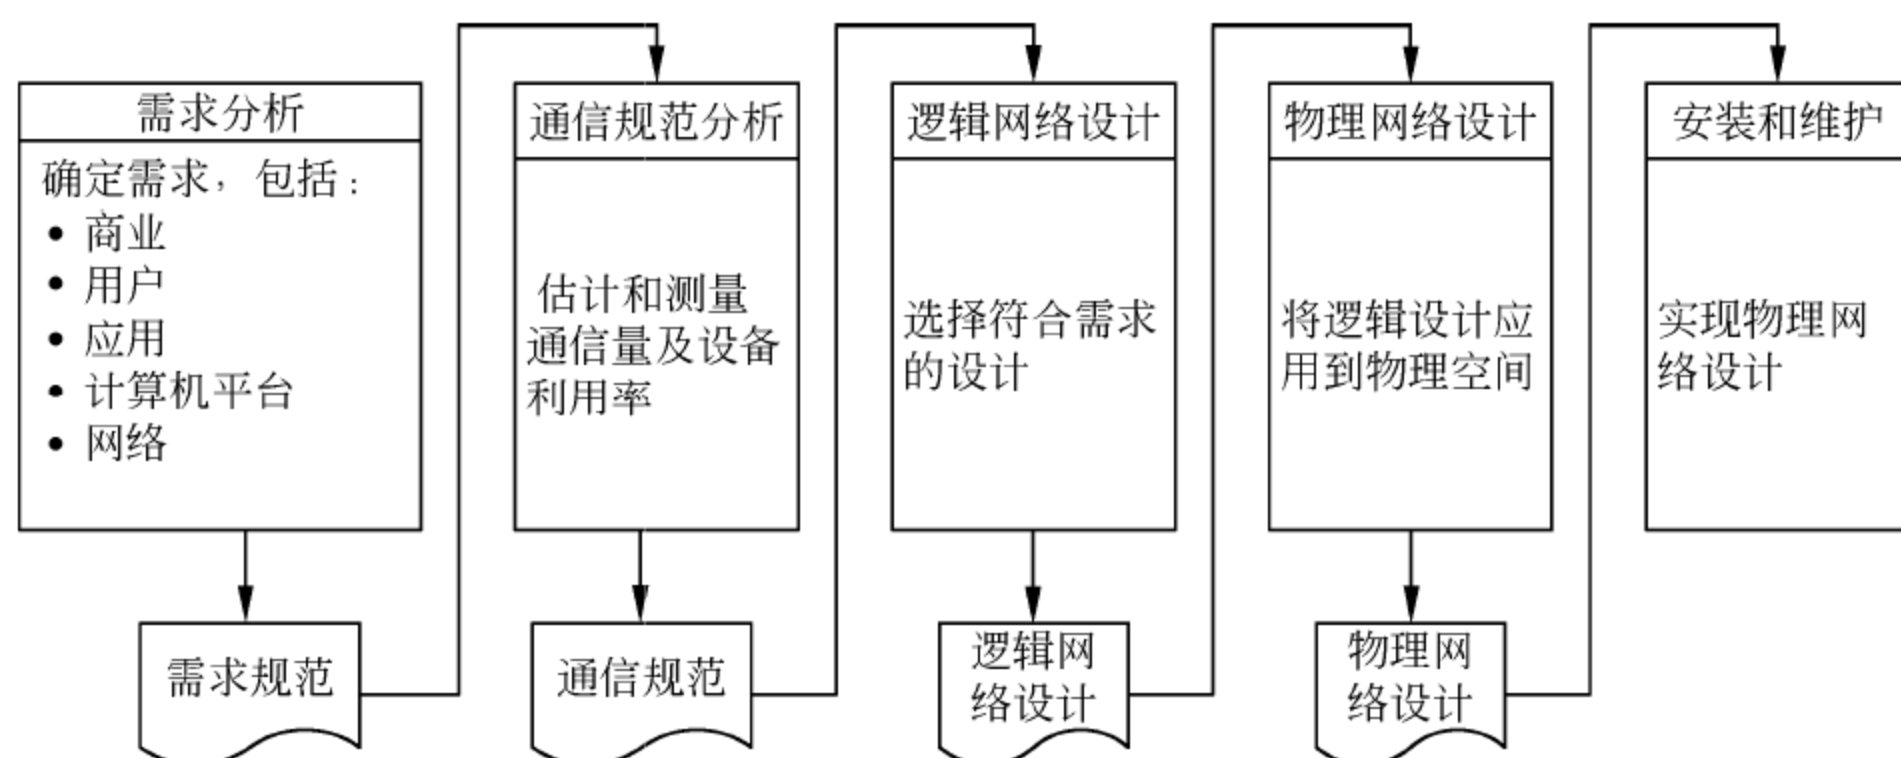 需求分析
确定需求，包括：
• 商业
• 用户
• 应用
• 计算机平台
• 网络
需求规范
通信规范分析
估计和测量
通信量及设备
利用率
通信规范
逻辑网络设计
选择符合需求
的设计
逻辑网
络设计
物理网络设计
将逻辑设计应
用到物理空间
物理网
络设计
安装和维护
实现物理网
络设计